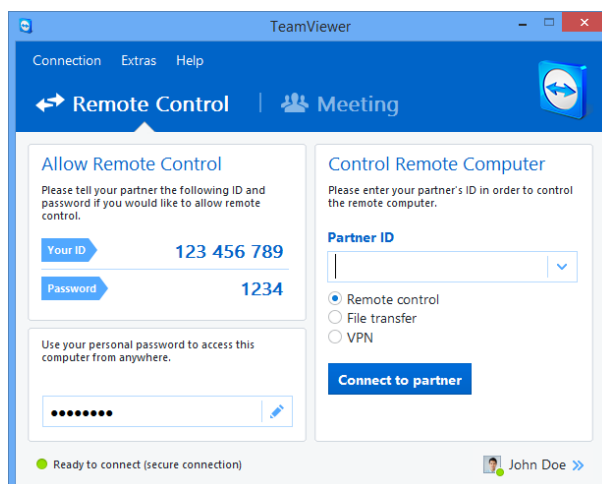 TeamViewer
Connection Extras Help
Remote Control Meeting
Allow Remote Control
Please tell your partner the following ID and
password if you would like to allow remote
control.
Your ID 123 456 789
Password 1234
Use your personal password to access this
computer from anywhere.
Control Remote Computer
Please enter your partner's ID in order to control
the remote computer.
Partner ID
Remote control
File transfer
VPN
Connect to partner
Ready to connect (secure connection)
John Doe